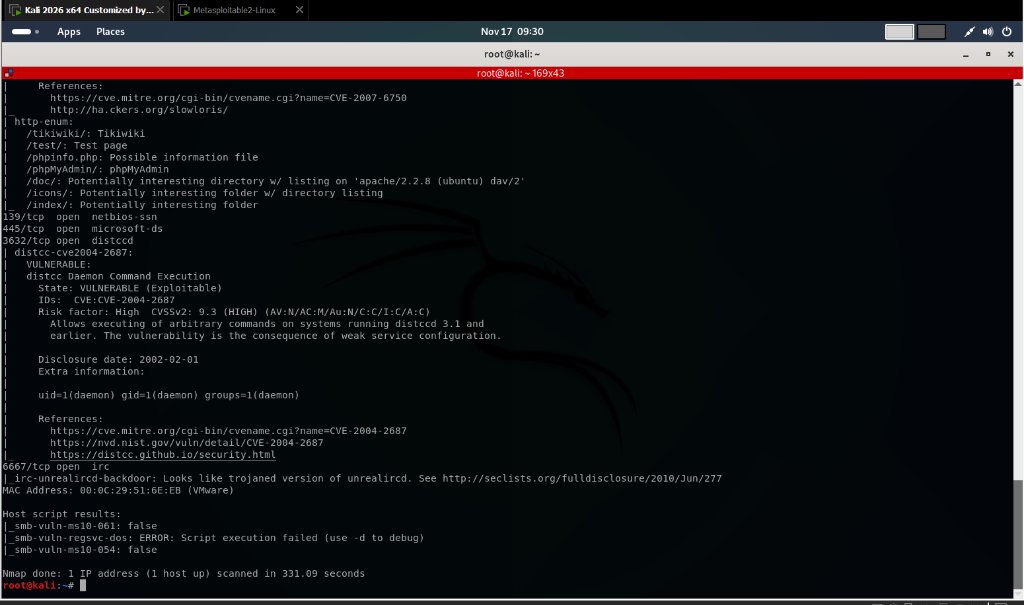 Kali 2026 x64 Customized by...
Metasploitable2-Linux
Apps Places Nov 17 09:30
root@kali: ~
root@kali: ~ 169x43
|     References:
|       https://cve.mitre.org/cgi-bin/cvename.cgi?name=CVE-2007-6750
|_      http://ha.ckers.org/slowloris/
| http-enum:
|   /tikiwiki/: Tikiwiki
|   /test/: Test page
|   /phpinfo.php: Possible information file
|   /phpMyAdmin/: phpMyAdmin
|   /doc/: Potentially interesting directory w/ listing on 'apache/2.2.8 (ubuntu) dav/2'
|   /icons/: Potentially interesting folder w/ directory listing
|_  /index/: Potentially interesting folder
139/tcp  open  netbios-ssn
445/tcp  open  microsoft-ds
3632/tcp open  distccd
| distcc-cve2004-2687:
|   VULNERABLE:
|   distcc Daemon Command Execution
|     State: VULNERABLE (Exploitable)
|     IDs:  CVE:CVE-2004-2687
|     Risk factor: High  CVSSv2: 9.3 (HIGH) (AV:N/AC:M/Au:N/C:C/I:C/A:C)
|       Allows executing of arbitrary commands on systems running distccd 3.1 and
|       earlier. The vulnerability is the consequence of weak service configuration.
|
|     Disclosure date: 2002-02-01
|     Extra information:
|
|     uid=1(daemon) gid=1(daemon) groups=1(daemon)
|
|     References:
|       https://cve.mitre.org/cgi-bin/cvename.cgi?name=CVE-2004-2687
|       https://nvd.nist.gov/vuln/detail/CVE-2004-2687
|_      https://distcc.github.io/security.html
6667/tcp open  irc
|_irc-unrealircd-backdoor: Looks like trojaned version of unrealircd. See http://seclists.org/fulldisclosure/2010/Jun/277
MAC Address: 00:0C:29:51:6E:EB (VMware)
Host script results:
|_smb-vuln-ms10-061: false
|_smb-vuln-regsvc-dos: ERROR: Script execution failed (use -d to debug)
|_smb-vuln-ms10-054: false
Nmap done: 1 IP address (1 host up) scanned in 331.09 seconds
root@kali:~#